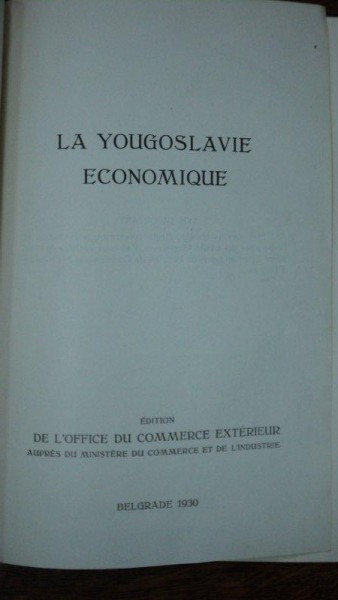 LA YOUGOSLAVIE
ECONOMIQUE
ÉDITION
DE L'OFFICE DU COMMERCE EXTÉRIEUR
AUPRÈS DU MINISTÈRE DU COMMERCE ET DE L'INDUSTRIE
BELGRADE 1930